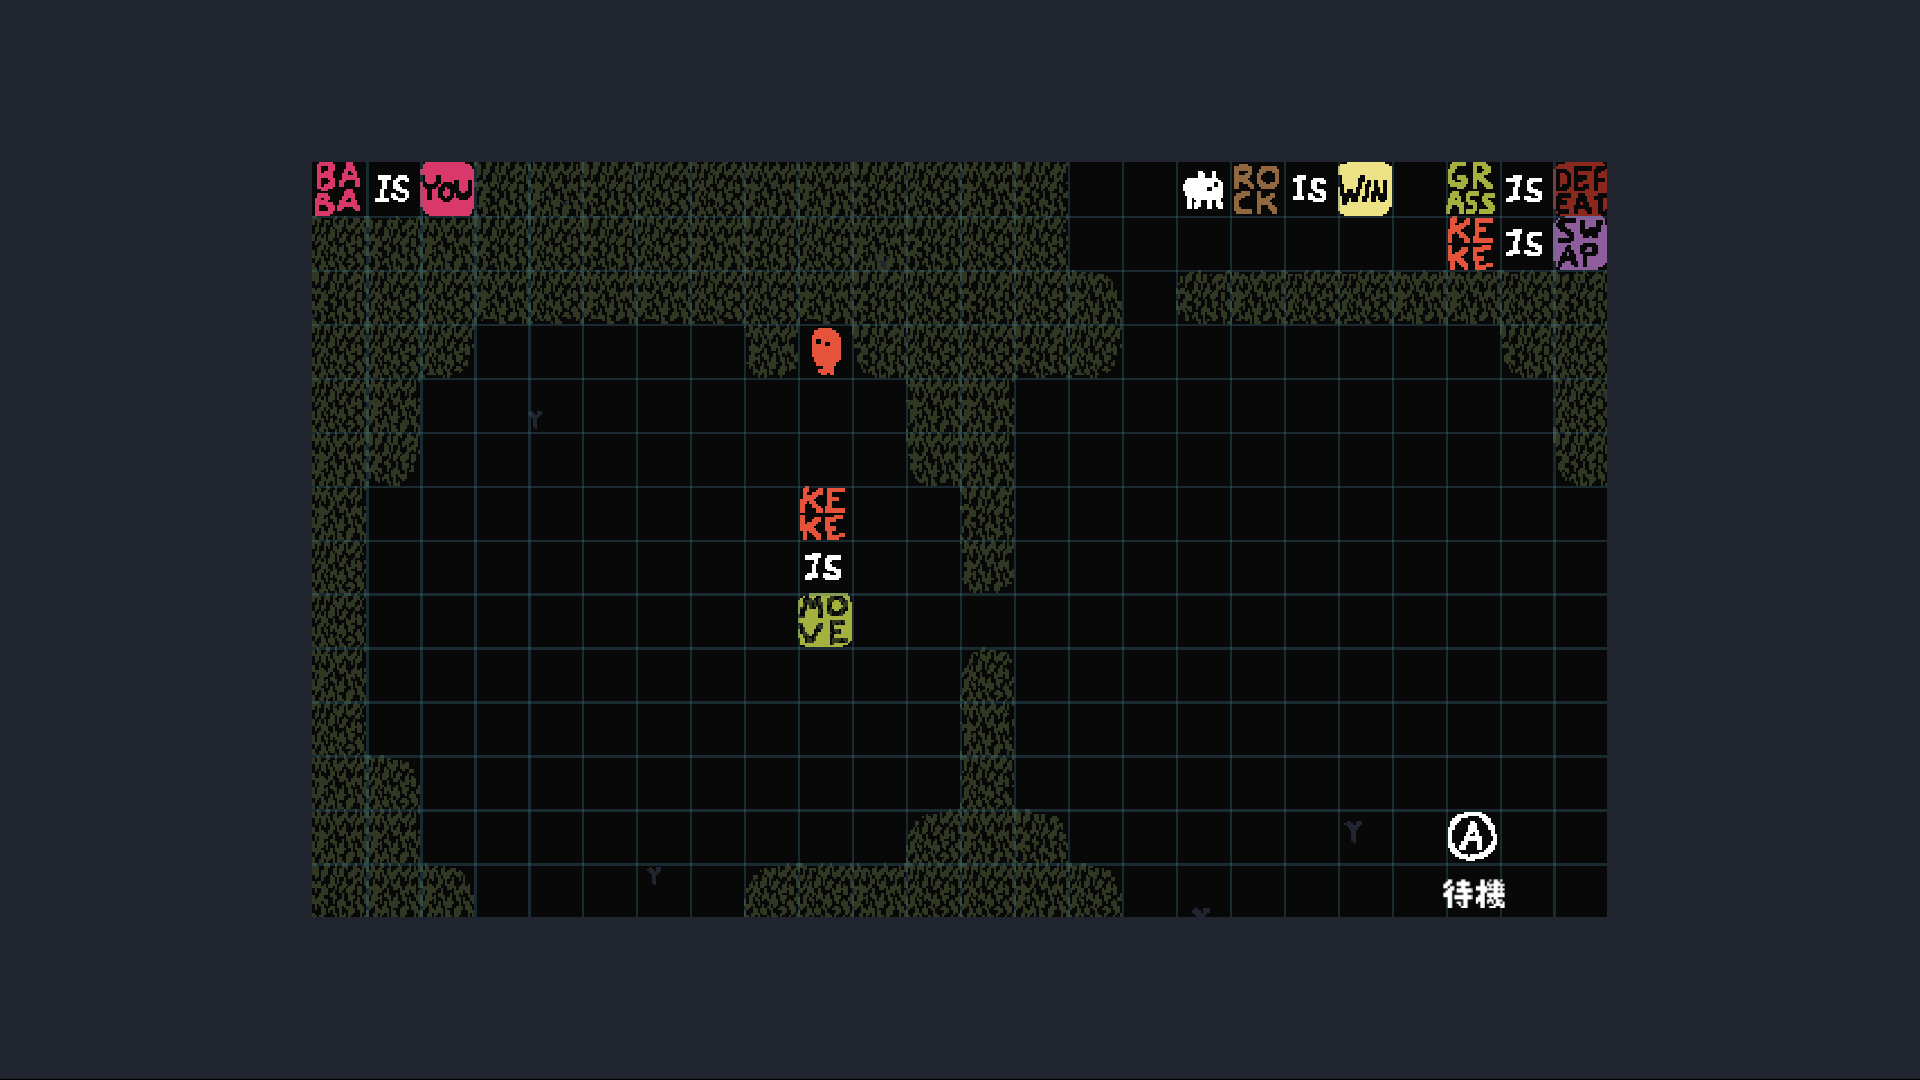 BABA IS YOU
ROCK IS WIN
GRASS IS DEFEAT
KEKE IS SWAP
KEKE
IS
MOVE
A
待機